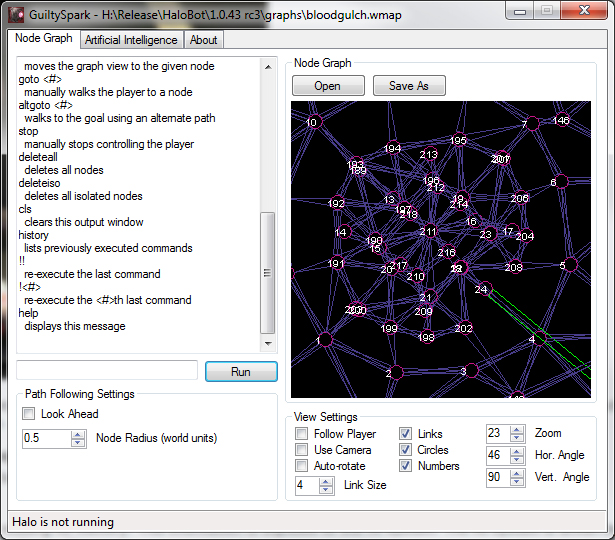 GuiltySpark - H:\Release\HaloBot\1.0.43 rc3\graphs\bloodgulch.wmap
Node Graph
Artificial Intelligence
About
moves the graph view to the given node
goto <#>
manually walks the player to a node
altgoto <#>
walks to the goal using an alternate path
stop
manually stops controlling the player
deleteall
deletes all nodes
deleteiso
deletes all isolated nodes
cls
clears this output window
history
lists previously executed commands
!!
re-execute the last command
!<#>
re-execute the <#>th last command
help
displays this message
Run
Path Following Settings
Look Ahead
0.5
Node Radius (world units)
Node Graph
Open
Save As
10
7
146
194
213
195
193
189
196
212
6
192
13
19
214
206
197
218
14
211
16
23
17
204
190
15
216
191
20
217
210
208
5
21
24
209
199
198
202
1
4
2
3
View Settings
Follow Player
Links
23
Zoom
Use Camera
Circles
46
Hor. Angle
Auto-rotate
Numbers
90
Vert. Angle
4
Link Size
Halo is not running